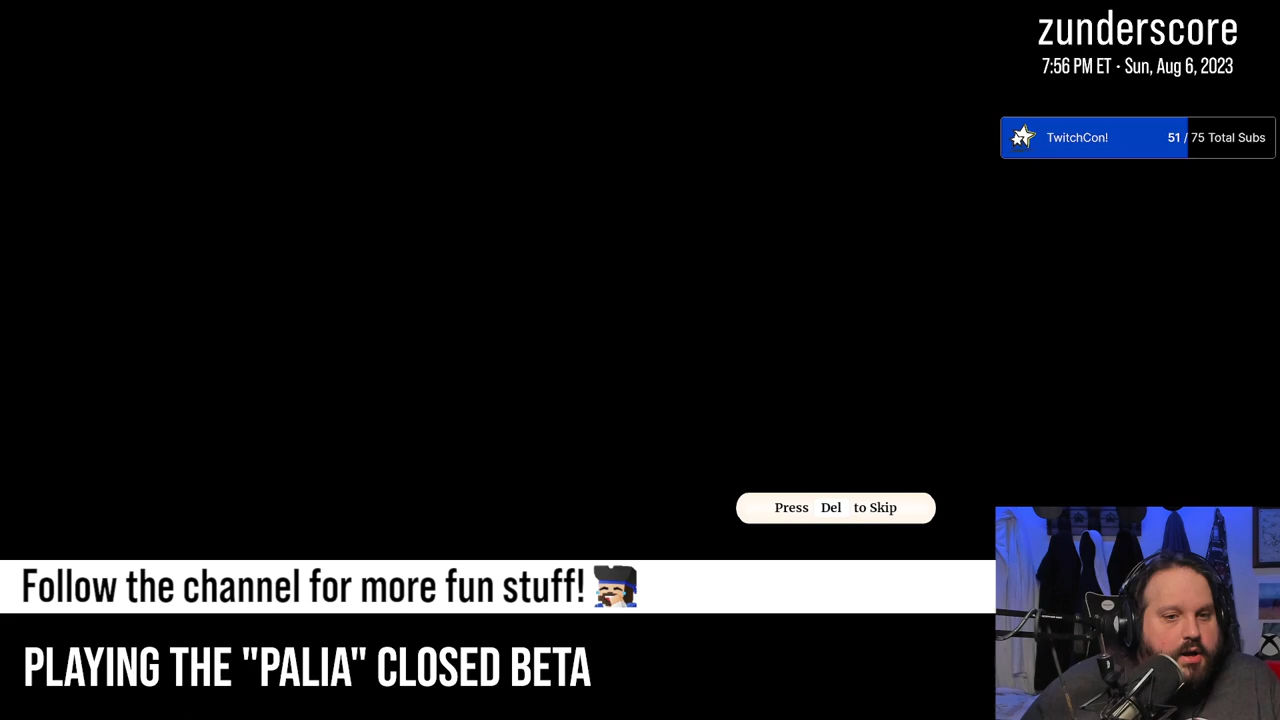 zunderscore
7:56 PM ET · Sun, Aug 6, 2023
TwitchCon! 51 / 75 Total Subs
Press Del to Skip
Follow the channel for more fun stuff!
PLAYING THE "PALIA" CLOSED BETA